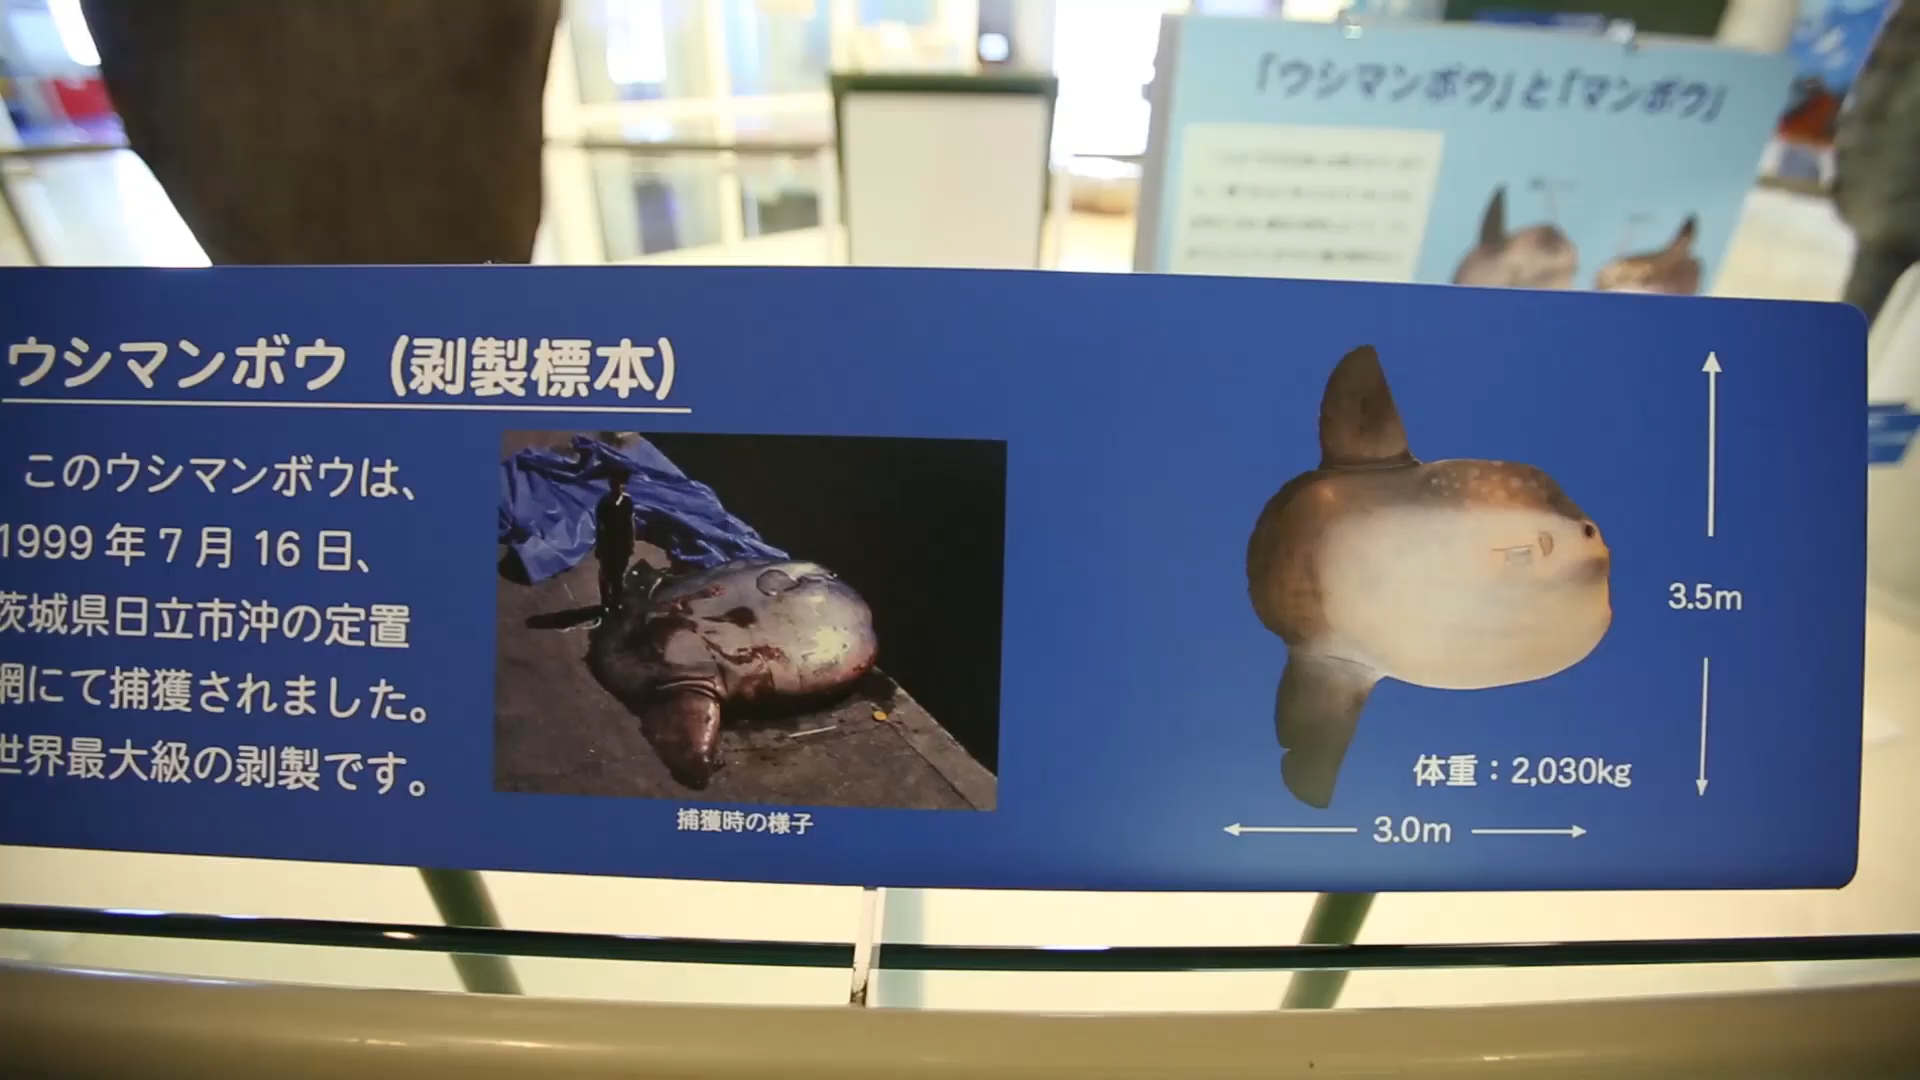 「ウシマンボウ」と「マンボウ」
ウシマンボウ (剥製標本)
このウシマンボウは、
1999年7月16日、
茨城県日立市沖の定置
網にて捕獲されました。
世界最大級の剥製です。
捕獲時の様子
3.5m
体重：2,030kg
3.0m